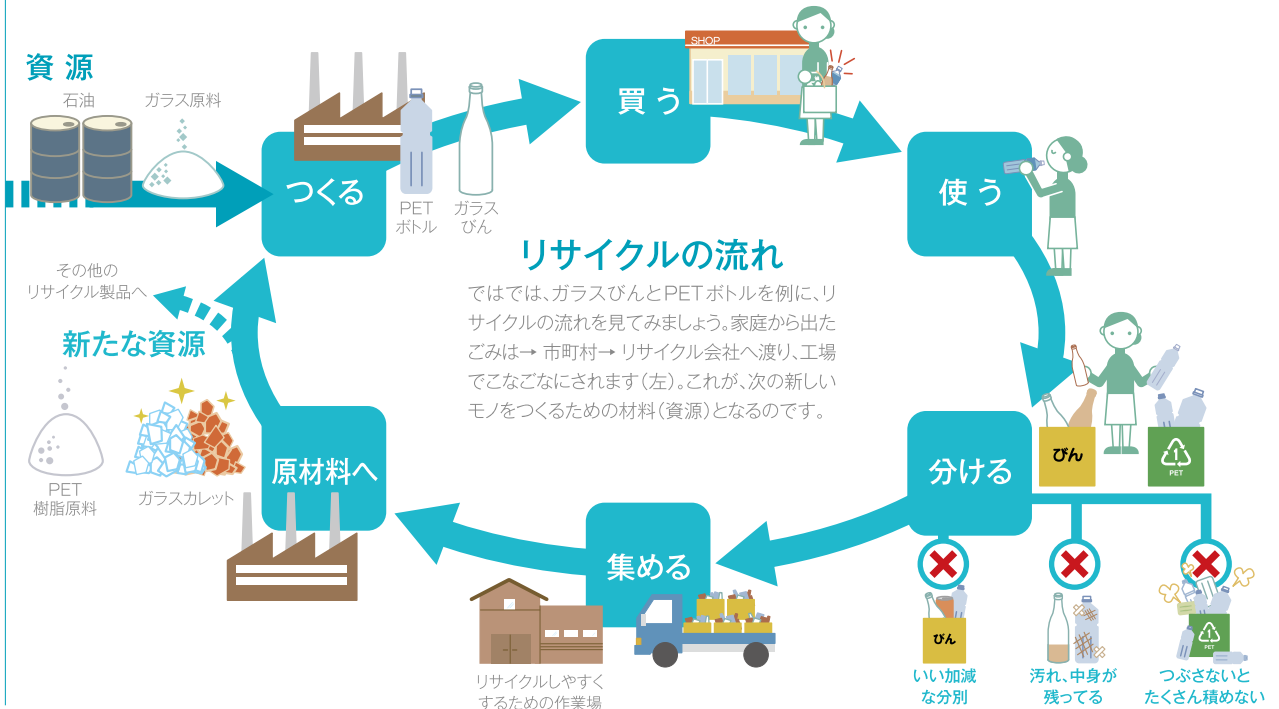 資 源
石油
ガラス原料
つくる
PET
ボトル
ガラス
びん
SHOP
買 う
使 う
リサイクルの流れ
ではでは、ガラスびんとPETボトルを例に、リ
サイクルの流れを見てみましょう。家庭から出た
ごみは→ 市町村→ リサイクル会社へ渡り、工場
でこなごなにされます（左）。これが、次の新しい
モノをつくるための材料（資源）となるのです。
びん
1
PET
分ける
びん
いい加減
な分別
汚れ、中身が
残ってる
1
PET
つぶさないと
たくさん積めない
集める
リサイクルしやすく
するための作業場
原材料へ
その他の
リサイクル製品へ
新たな資源
PET
樹脂原料
ガラスカレット